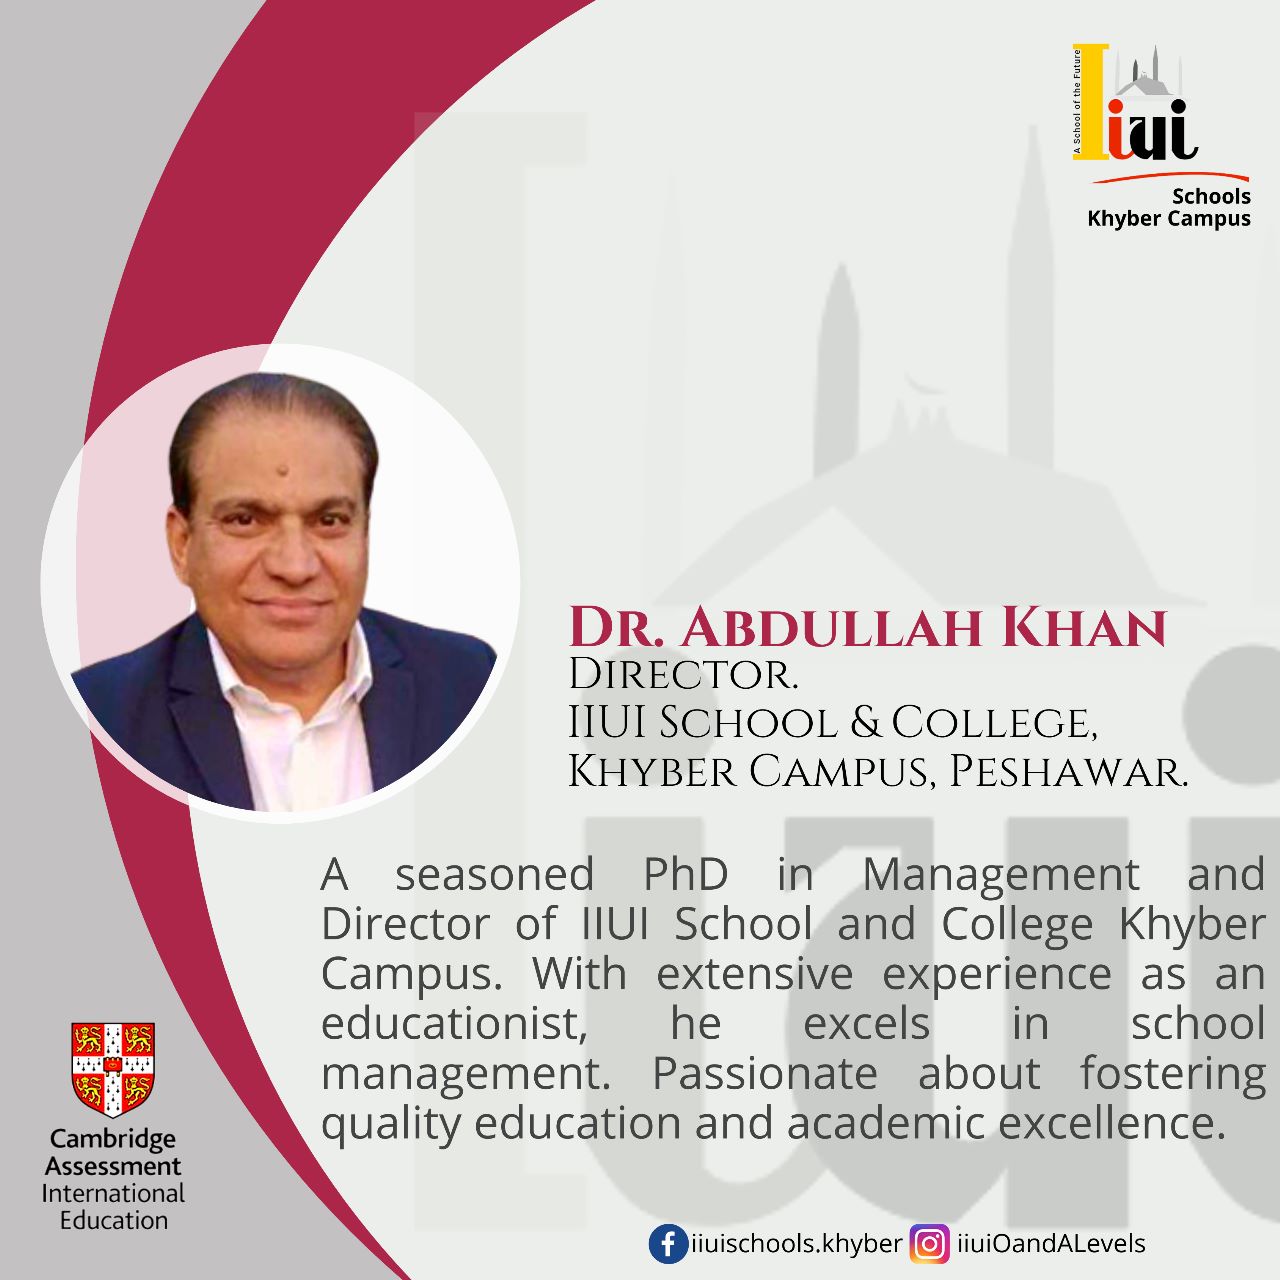 A School of the Future
iiui
Schools
Khyber Campus
Dr. Abdullah Khan
Director.
IIUI School & College,
Khyber Campus, Peshawar.
A seasoned PhD in Management and
Director of IIUI School and College Khyber
Campus. With extensive experience as an
educationist, he excels in school
management. Passionate about fostering
quality education and academic excellence.
Cambridge
Assessment
International
Education
iiuischools.khyber iiuiOandALevels